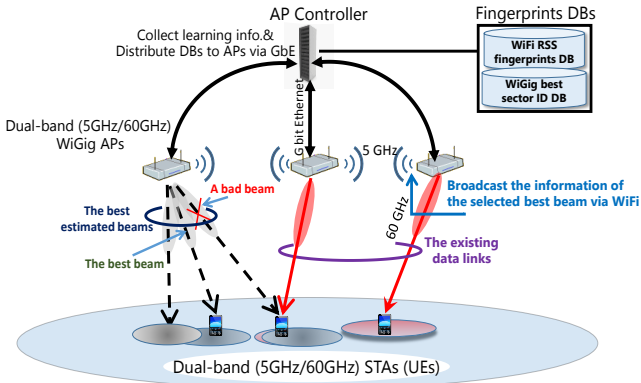 AP Controller
Collect learning info.&
Distribute DBs to APs via GbE
Fingerprints DBs
WiFi RSS
fingerprints DB
WiGig best
sector ID DB
G bit Ethernet
Dual-band (5GHz/60GHz)
WiGig APs
5 GHz
A bad beam
Broadcast the information of
the selected best beam via WiFi
The best
estimated beams
60 GHz
The best beam
The existing
data links
Dual-band (5GHz/60GHz) STAs (UEs)